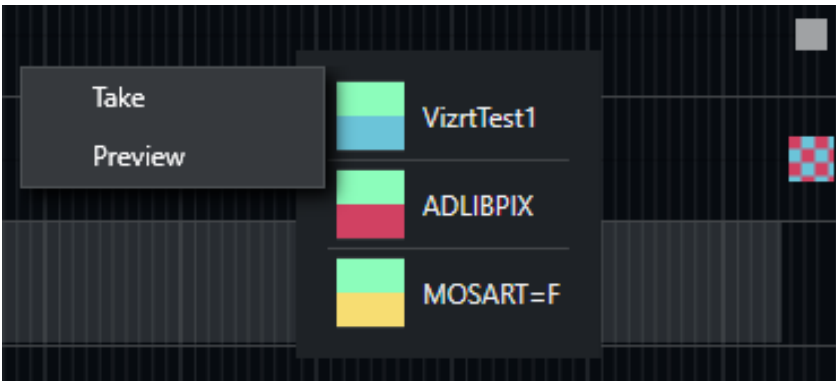 Take
Preview
VizrtTest1
ADLIBPIX
MOSART=F